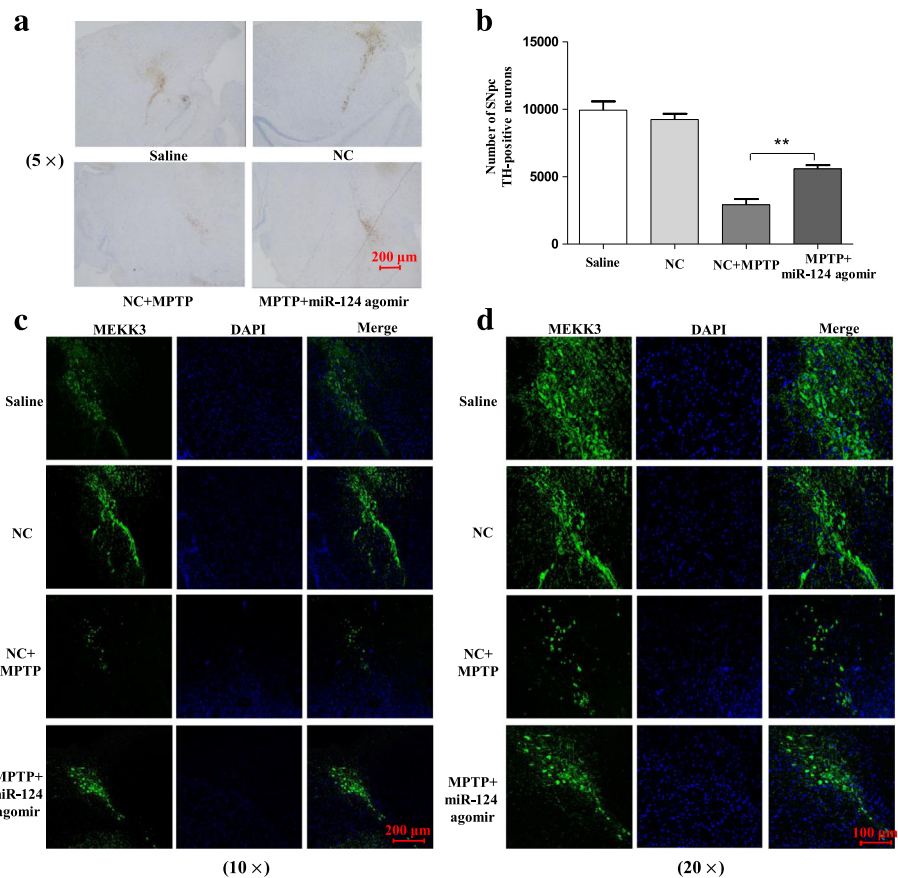 a
Saline
NC
(5 ×)
200 μm
NC+MPTP
MPTP+miR-124 agomir
b
Number of SNpc
TH-positive neurons
15000
10000
5000
0
**
Saline
NC
NC+MPTP
MPTP+
miR-124 agomir
c
MEKK3
DAPI
Merge
Saline
NC
NC+
MPTP
MPTP+
miR-124
agomir
200 μm
(10 ×)
d
MEKK3
DAPI
Merge
Saline
NC
NC+
MPTP
MPTP+
miR-124
agomir
100 μm
(20 ×)